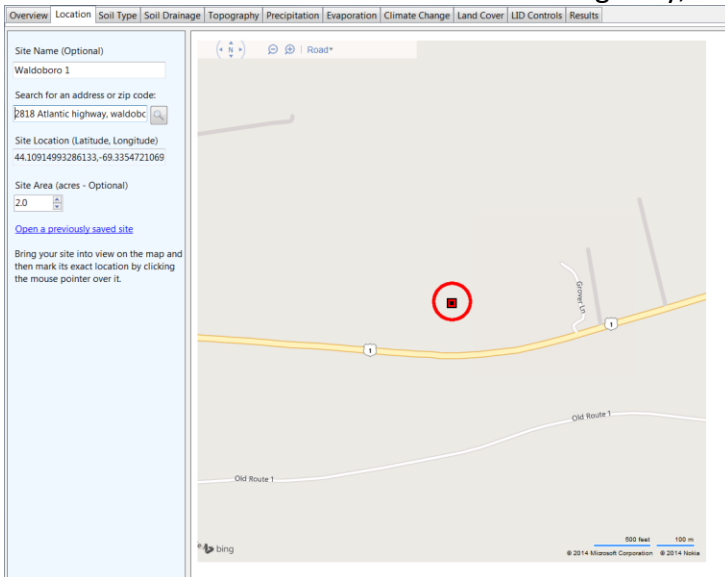 Overview Location Soil Type Soil Drainage Topography Precipitation Evaporation Climate Change Land Cover LID Controls Results
Site Name (Optional)
Waldoboro 1
Search for an address or zip code:
2818 Atlantic highway, waldobc
Site Location (Latitude, Longitude)
44.10914993286133,-69.3354721069
Site Area (acres - Optional)
2.0
Open a previously saved site
Bring your site into view on the map and
then mark its exact location by clicking
the mouse pointer over it.
N Road
Grover Ln
1
1
Old Route 1
Old Route 1
bing
500 feet 100 m
© 2014 Microsoft Corporation © 2014 Nokia